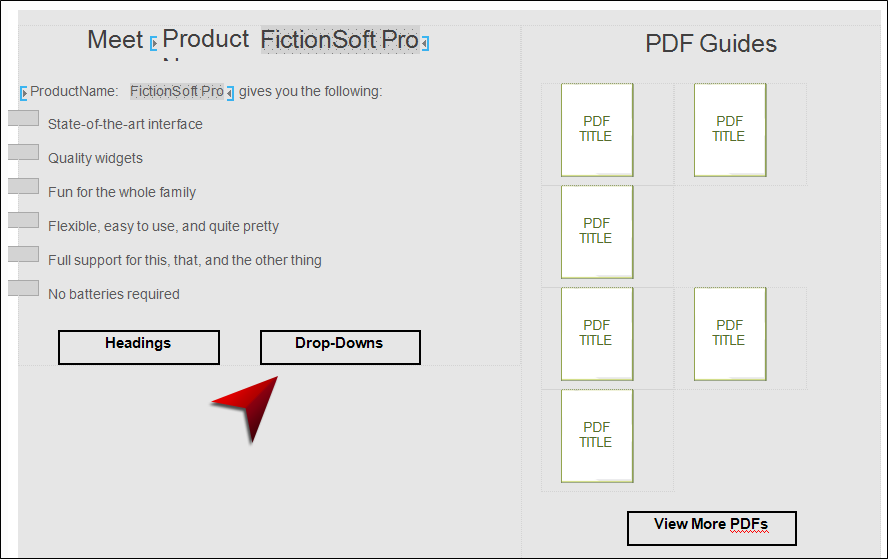 Meet Product FictionSoft Pro
ProductName: FictionSoft Pro gives you the following:
State-of-the-art interface
Quality widgets
Fun for the whole family
Flexible, easy to use, and quite pretty
Full support for this, that, and the other thing
No batteries required
Headings
Drop-Downs
PDF Guides
PDF
TITLE
PDF
TITLE
PDF
TITLE
PDF
TITLE
PDF
TITLE
PDF
TITLE
View More PDFs